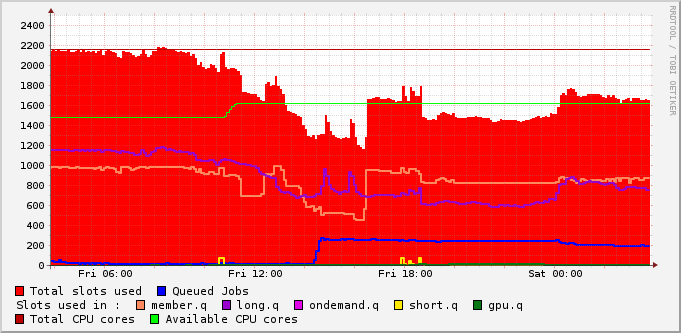 RRDTOOL / TOBI OETIKER
2400
2200
2000
1800
1600
1400
1200
1000
800
600
400
200
0
Fri 06:00 Fri 12:00 Fri 18:00 Sat 00:00
Total slots used Queued Jobs
Slots used in : member.q long.q ondemand.q short.q gpu.q
Total CPU cores Available CPU cores